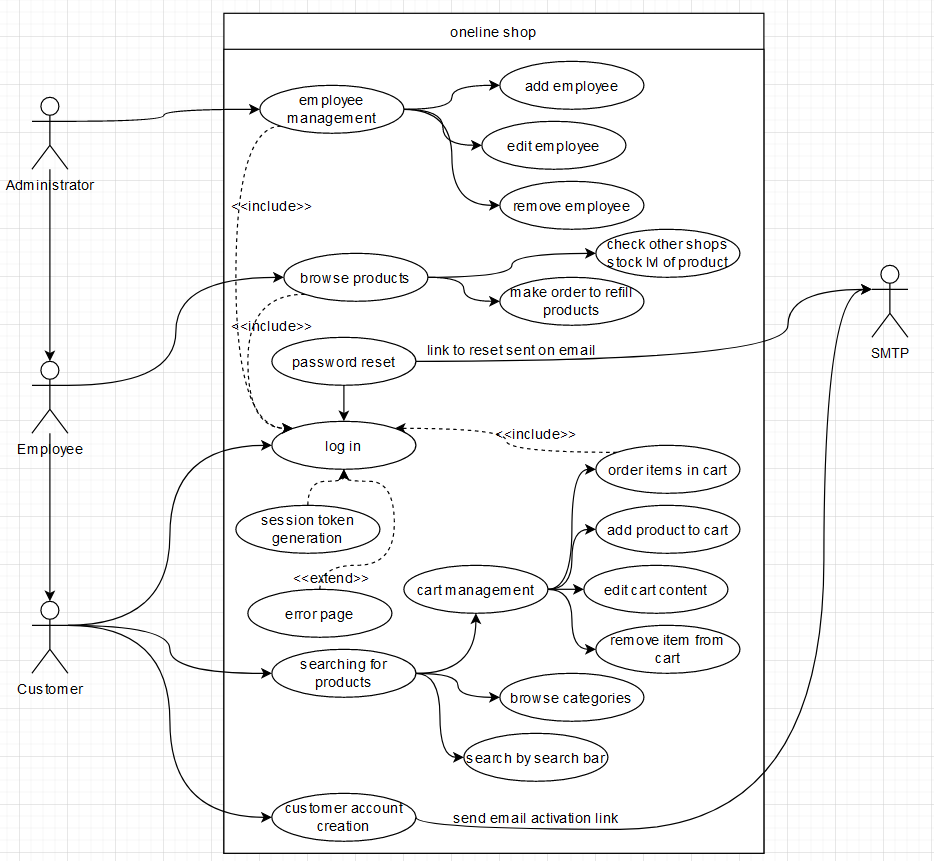 oneline shop
add employee
employee
management
edit employee
Administrator
<<include>>
remove employee
check other shops
stock lvl of product
browse products
make order to refill
products
<<include>>
link to reset sent on email
SMTP
password reset
<<include>>
Employee
log in
order items in cart
session token
generation
add product to cart
<<extend>>
cart management
edit cart content
error page
remove item from
cart
searching for
products
Customer
browse categories
search by search bar
customer account
creation
send email activation link